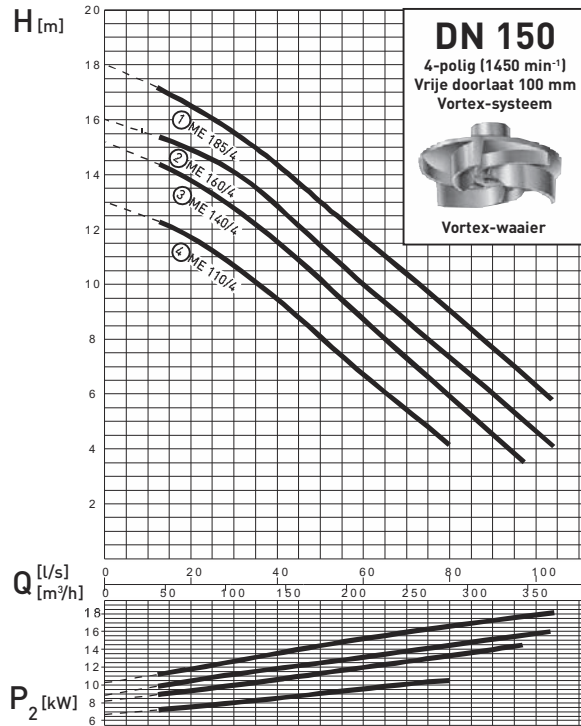 H [m]
20
18
16
14
12
10
8
6
4
2
DN 150
4-polig (1450 min⁻¹)
Vrije doorlaat 100 mm
Vortex-systeem
Vortex-waaier
1 ME 185/4
2 ME 160/4
3 ME 140/4
4 ME 110/4
Q [l/s]
0 20 40 60 80 100
[m³/h]
0 50 100 150 200 250 300 350
18
16
14
12
10
8
6
P₂ [kW]